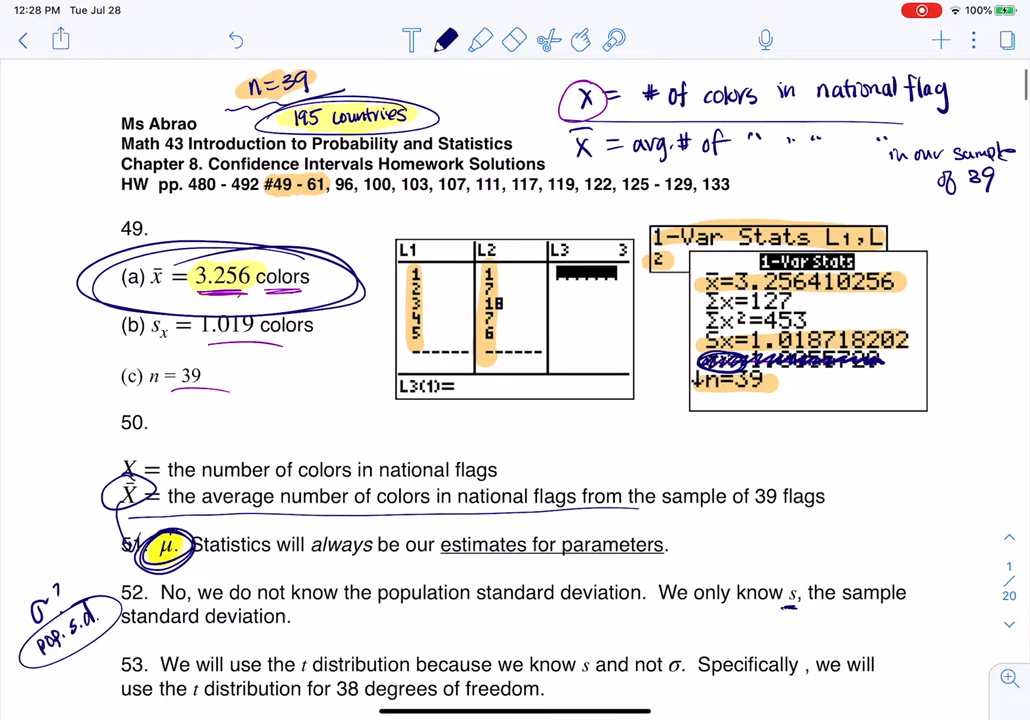 12:28 PM Tue Jul 28
100%
T
n=39
195 countries
X = # of colors in national flag
X̄ = avg. # of " " " " in our sample of 39
Ms Abrao
Math 43 Introduction to Probability and Statistics
Chapter 8. Confidence Intervals Homework Solutions
HW pp. 480 - 492 #49 - 61, 96, 100, 103, 107, 111, 117, 119, 122, 125 - 129, 133
49.
(a) x̄ = 3.256 colors
(b) sₓ = 1.019 colors
(c) n = 39
L1 L2 L3 3
1 1
2 7
3 18
4 7
5 6
L3(1)=
1-Var Stats L1,L
2
1-Var Stats
x̄=3.256410256
Σx=127
Σx²=453
Sx=1.018718202
↓n=39
50.
X = the number of colors in national flags
X̄ = the average number of colors in national flags from the sample of 39 flags
51. μ. Statistics will always be our estimates for parameters.
σ?
pop. s.d.
52. No, we do not know the population standard deviation. We only know s, the sample
standard deviation.
53. We will use the t distribution because we know s and not σ. Specifically , we will
use the t distribution for 38 degrees of freedom.
1
/
20